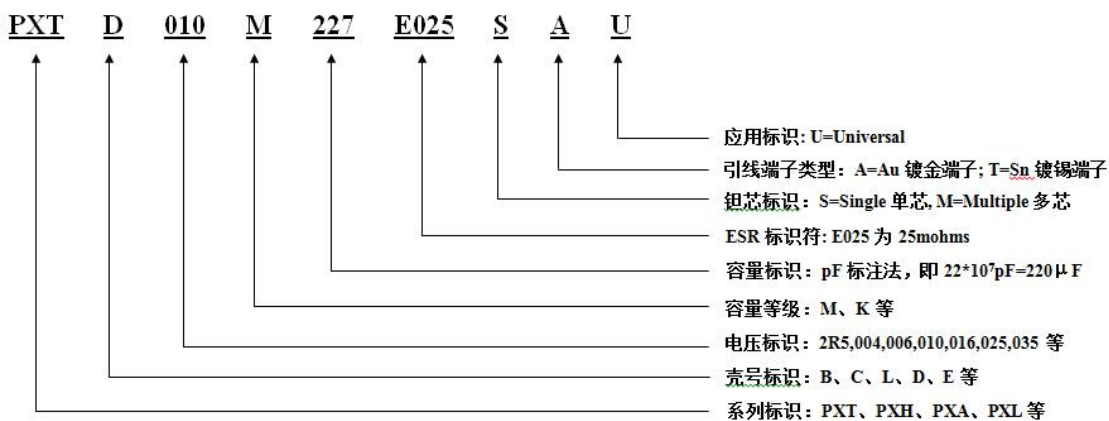 PXT D 010 M 227 E025 S A U
应用标识: U=Universal
引线端子类型：A=Au 镀金端子; T=Sn 镀锡端子
钽芯标识：S=Single 单芯, M=Multiple 多芯
ESR 标识符: E025 为 25mohms
容量标识：pF 标注法，即 22*10⁷pF=220μF
容量等级：M、K 等
电压标识：2R5,004,006,010,016,025,035 等
壳号标识：B、C、L、D、E 等
系列标识：PXT、PXH、PXA、PXL 等